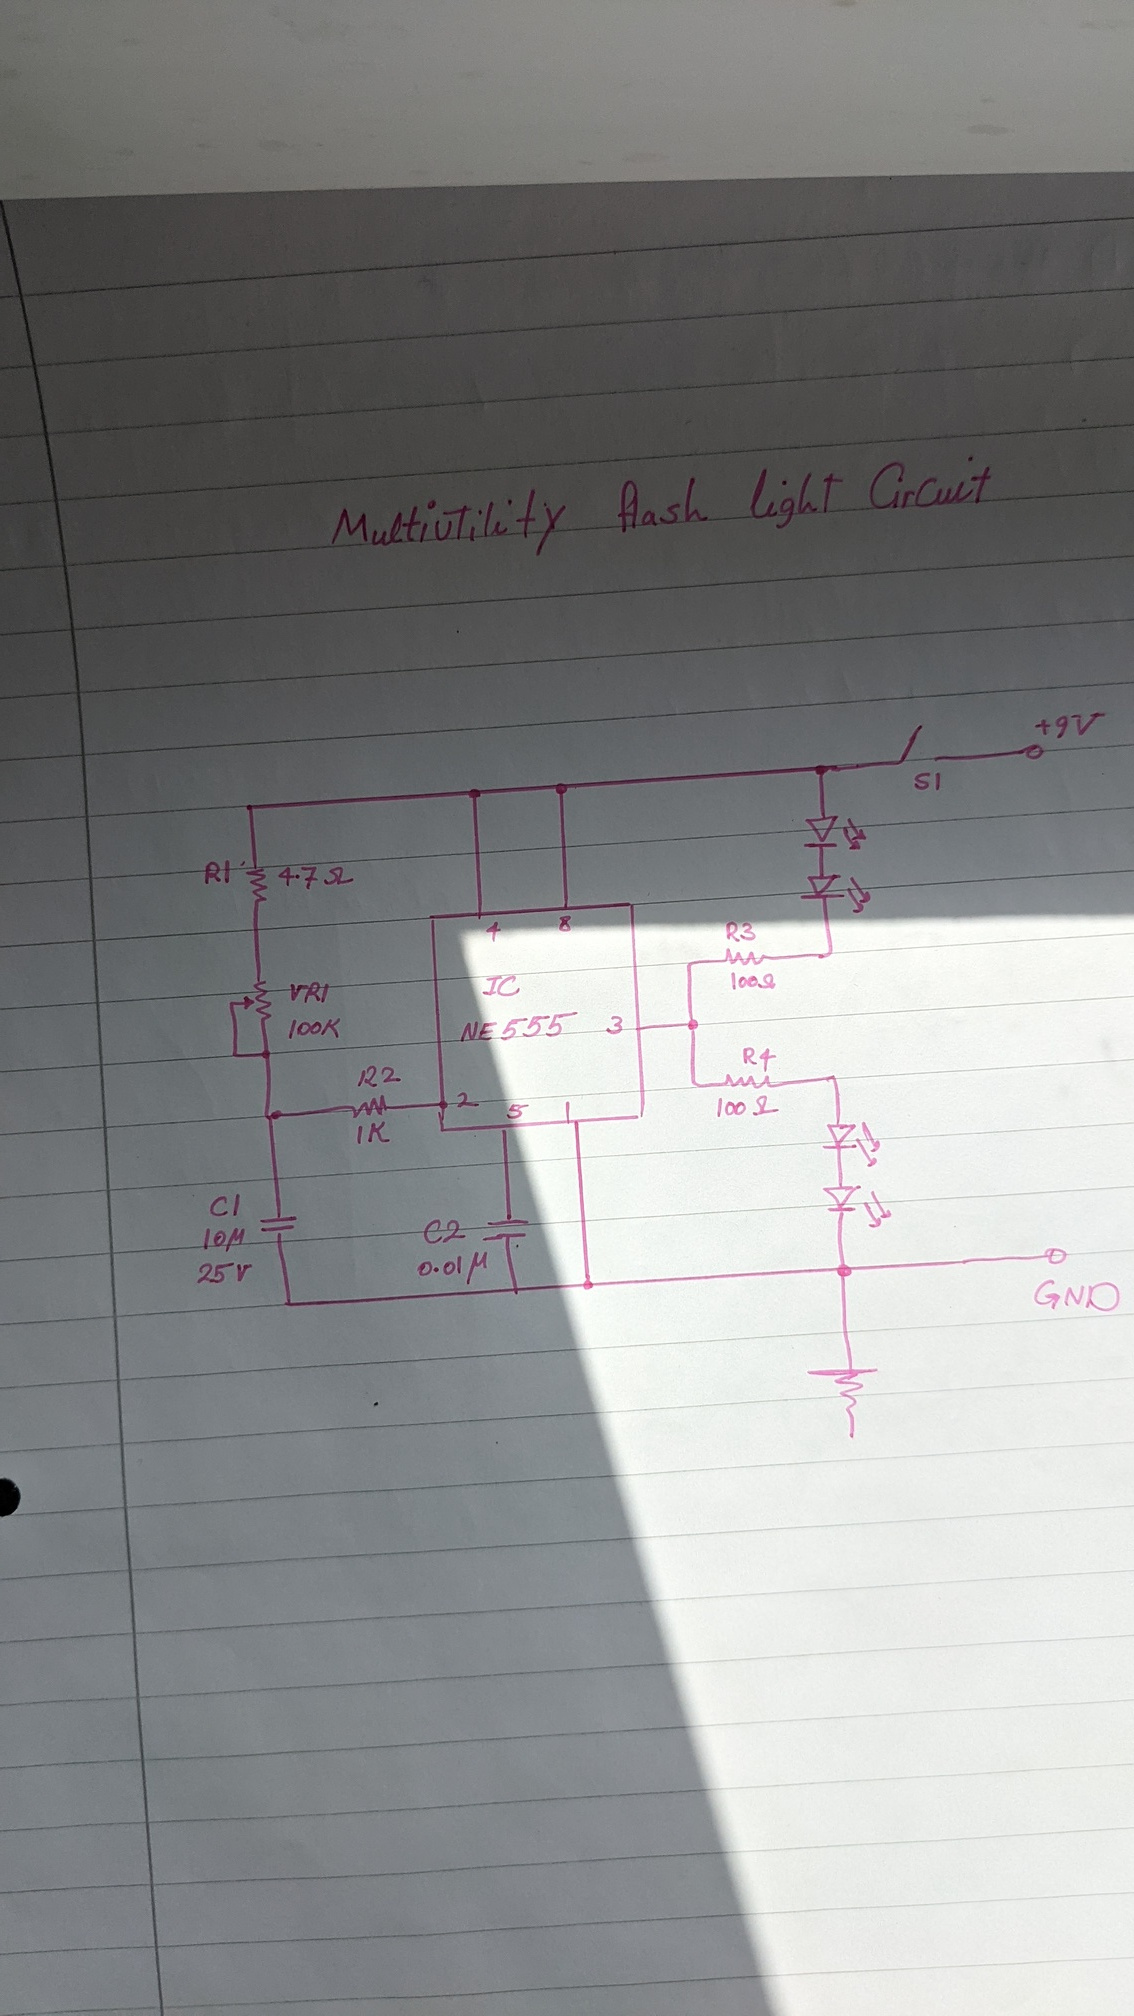 Multiutility flash light Circuit
+9V
S1
R1 4.7Ω
4 8
R3
100Ω
IC
VR1
100K
NE555 3
R4
100Ω
R2
1K
2
5 1
C1
10µ
25V
C2
0.01µ
GND